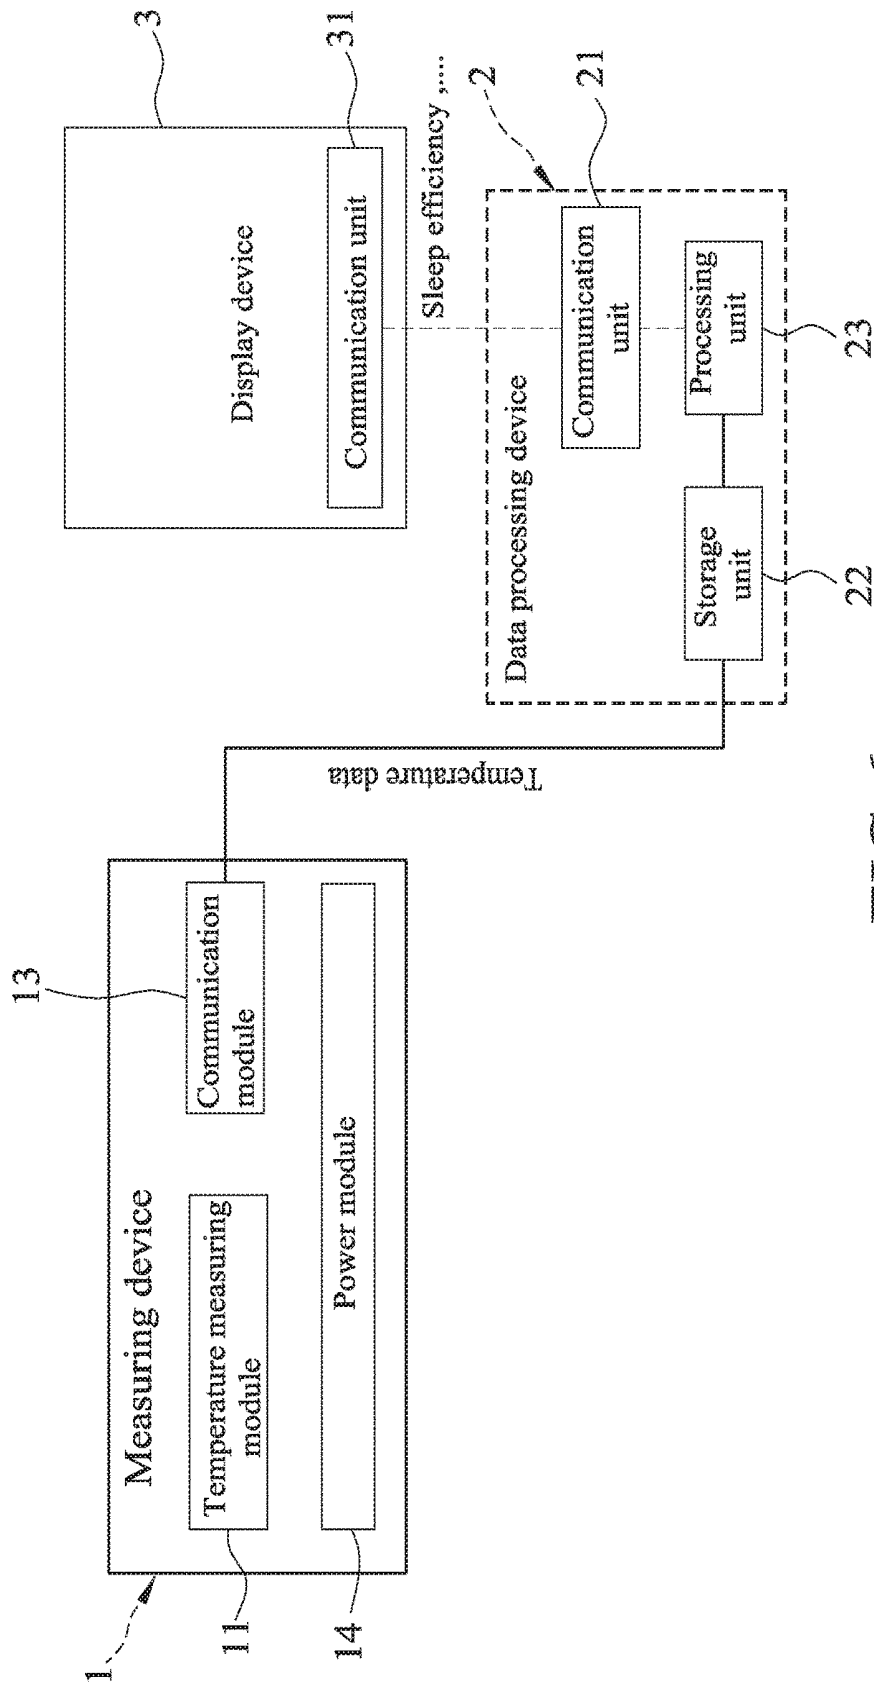 1
Measuring device
13
Temperature measuring
module
Communication
module
11
Power module
14
Temperature data
3
Display device
Communication unit
31
Sleep efficiency ,....
2
Data processing device
Communication
unit
21
Storage
unit
Processing
unit
22
23